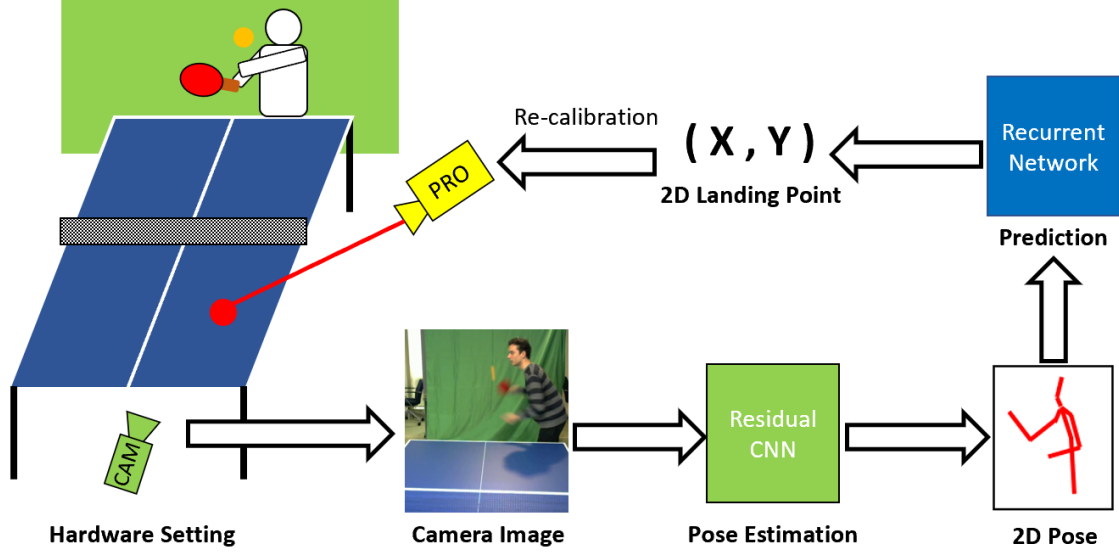 Re-calibration
( X , Y )
2D Landing Point
PRO
Recurrent
Network
Prediction
CAM
Residual
CNN
Hardware Setting
Camera Image
Pose Estimation
2D Pose